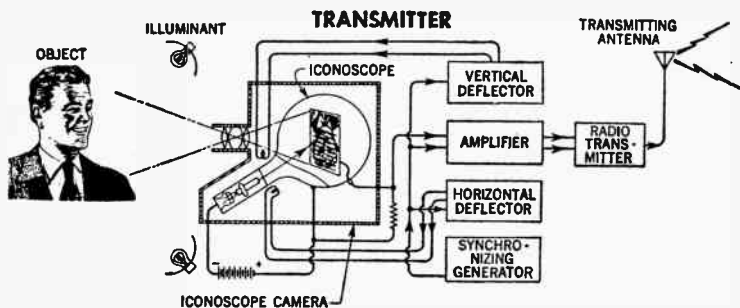 TRANSMITTER
ILLUMINANT
TRANSMITTING
ANTENNA
OBJECT
ICONOSCOPE
VERTICAL
DEFLECTOR
AMPLIFIER
RADIO
TRANS-
MITTER
HORIZONTAL
DEFLECTOR
SYNCHRO-
NIZING
GENERATOR
- +
ICONOSCOPE CAMERA